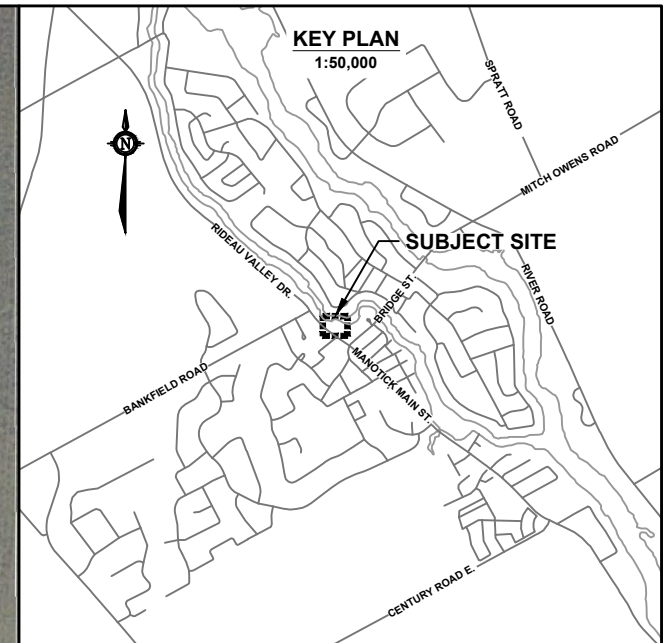 KEY PLAN
1:50,000
SPRATT ROAD
MITCH OWENS ROAD
N
RIDEAU VALLEY DR.
SUBJECT SITE
BRIDGE ST.
RIVER ROAD
BANKFIELD ROAD
MANOTICK MAIN ST.
CENTURY ROAD E.